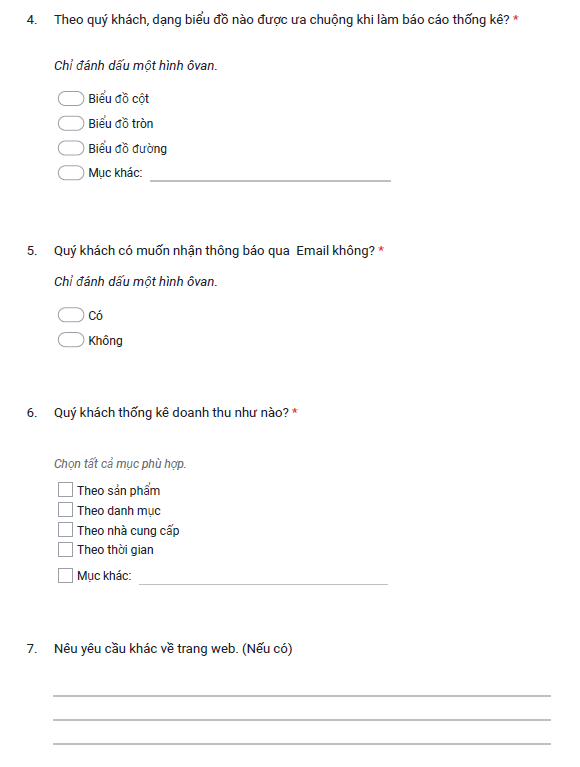 4. Theo quý khách, dạng biểu đồ nào được ưa chuộng khi làm báo cáo thống kê? *
Chỉ đánh dấu một hình ôvan.
Biểu đồ cột
Biểu đồ tròn
Biểu đồ đường
Mục khác:
5. Quý khách có muốn nhận thông báo qua Email không? *
Chỉ đánh dấu một hình ôvan.
Có
Không
6. Quý khách thống kê doanh thu như nào? *
Chọn tất cả mục phù hợp.
Theo sản phẩm
Theo danh mục
Theo nhà cung cấp
Theo thời gian
Mục khác:
7. Nêu yêu cầu khác về trang web. (Nếu có)